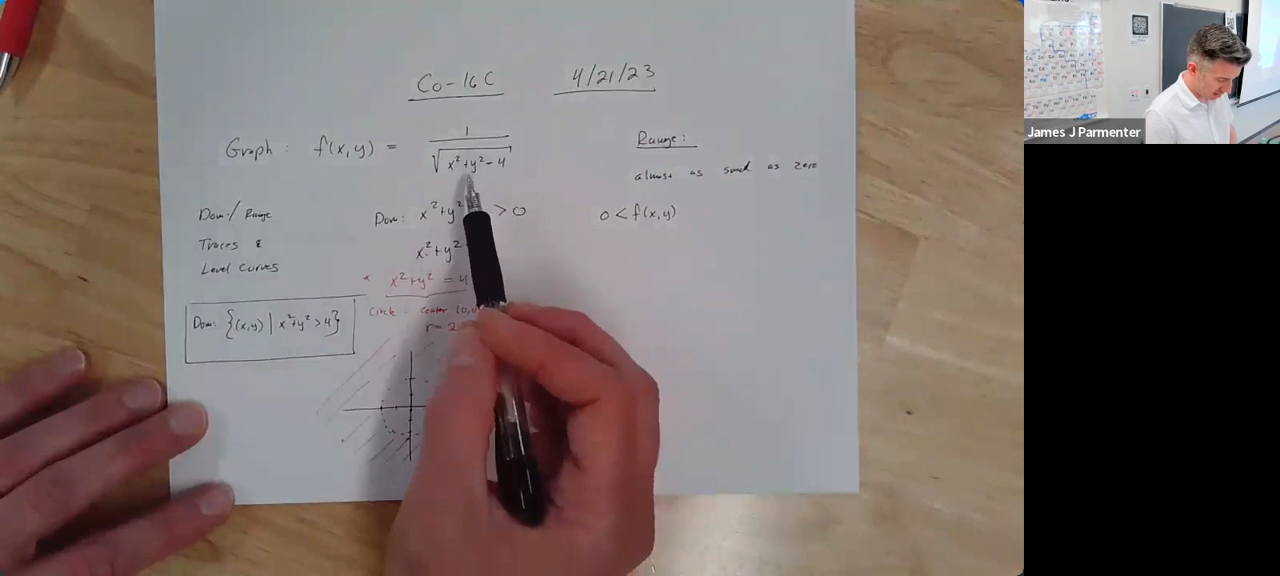 Co-16C 4/21/23
Graph: f(x,y) = 1/√(x²+y²-4)
Range:
almost as small as zero
0 < f(x,y)
Dom/Range
Traces &
Level Curves
Dom: x²+y² > 0
x²+y²
* x²+y² = 4
Circle: Center (0,0
r=2
Dom: {(x,y) | x²+y²>4}
James J Parmenter